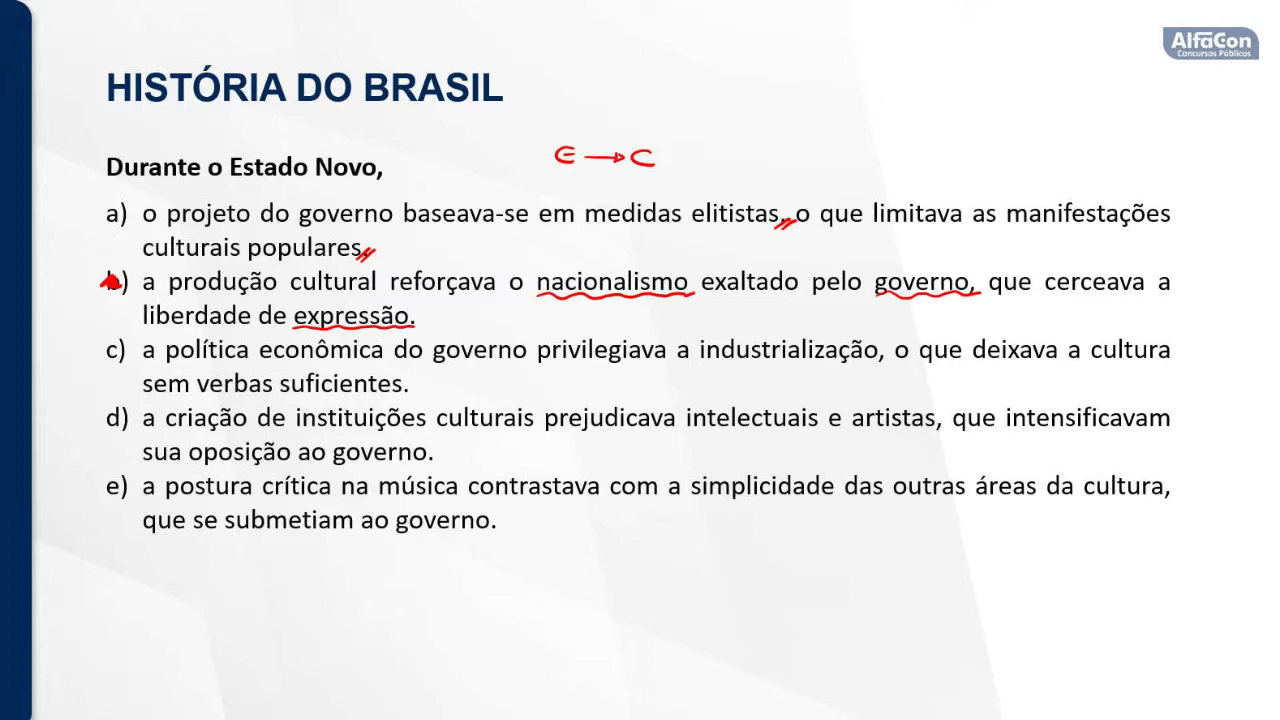 AlfaCon
Concursos Públicos
HISTÓRIA DO BRASIL
E → C
Durante o Estado Novo,
a) o projeto do governo baseava-se em medidas elitistas, o que limitava as manifestações
culturais populares.
b) a produção cultural reforçava o nacionalismo exaltado pelo governo, que cerceava a
liberdade de expressão.
c) a política econômica do governo privilegiava a industrialização, o que deixava a cultura
sem verbas suficientes.
d) a criação de instituições culturais prejudicava intelectuais e artistas, que intensificavam
sua oposição ao governo.
e) a postura crítica na música contrastava com a simplicidade das outras áreas da cultura,
que se submetiam ao governo.